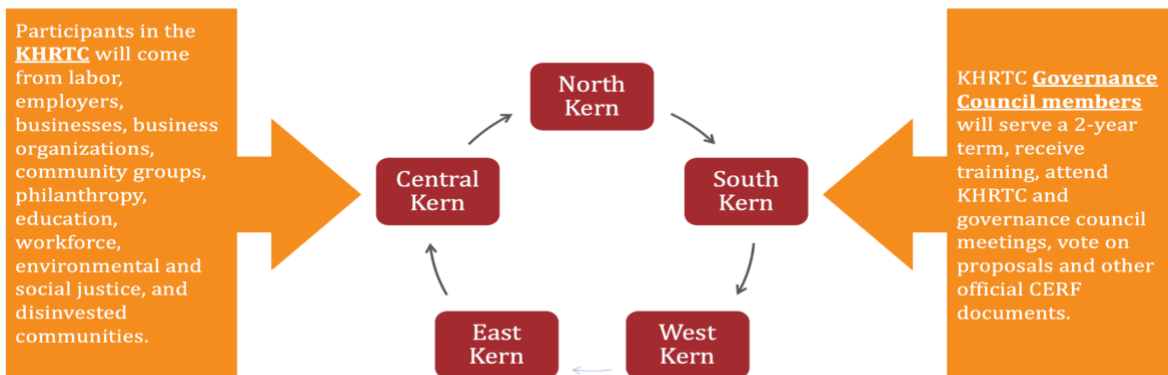 Participants in the
KHRTC will come
from labor,
employers,
businesses, business
organizations,
community groups,
philanthropy,
education,
workforce,
environmental and
social justice, and
disinvested
communities.
North
Kern
South
Kern
West
Kern
East
Kern
Central
Kern
KHRTC Governance
Council members
will serve a 2-year
term, receive
training, attend
KHRTC and
governance council
meetings, vote on
proposals and other
official CERF
documents.